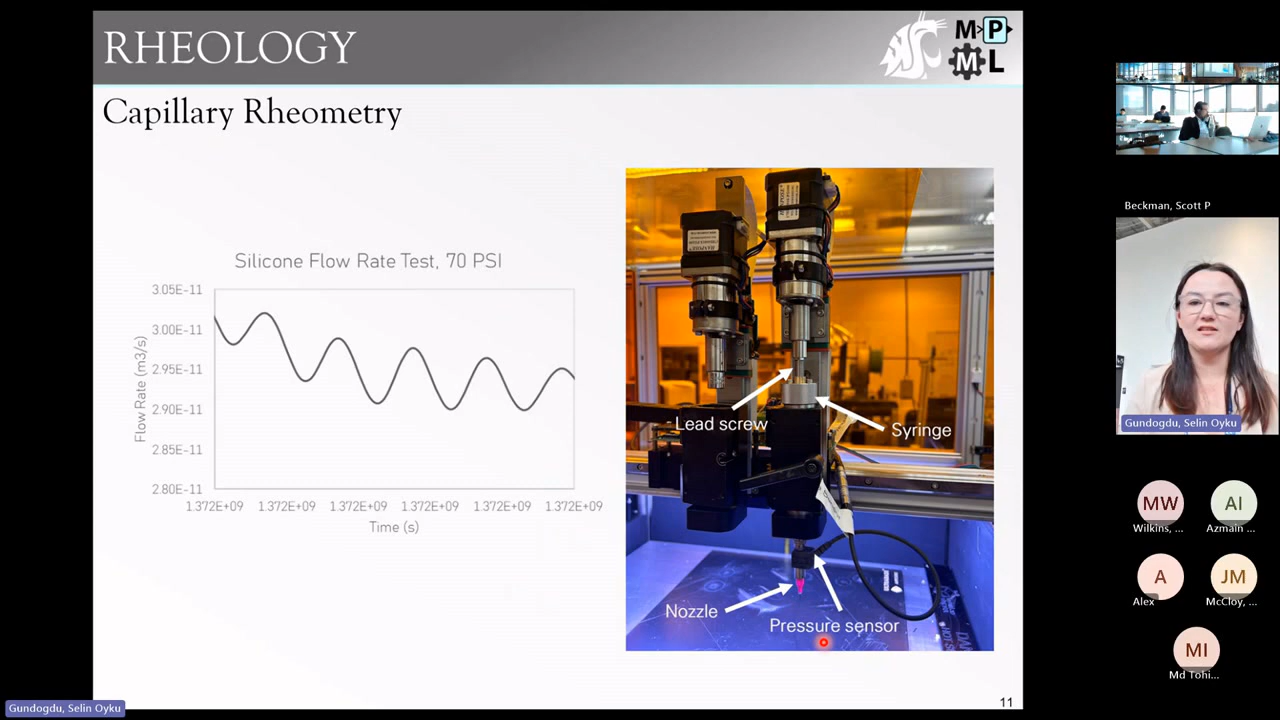 RHEOLOGY
M P
M L
Capillary Rheometry
Silicone Flow Rate Test, 70 PSI
3.05E-11
3.00E-11
2.95E-11
2.90E-11
2.85E-11
2.80E-11
Flow Rate (m3/s)
1.372E+09 1.372E+09 1.372E+09 1.372E+09 1.372E+09 1.372E+09
Time (s)
Lead screw
Syringe
Nozzle
Pressure sensor
11
Gundogdu, Selin Oyku
Beckman, Scott P
Gundogdu, Selin Oyku
MW
Wilkins, ...
AI
Azmain ...
A
Alex
JM
McCloy, ...
MI
Md Tohi...